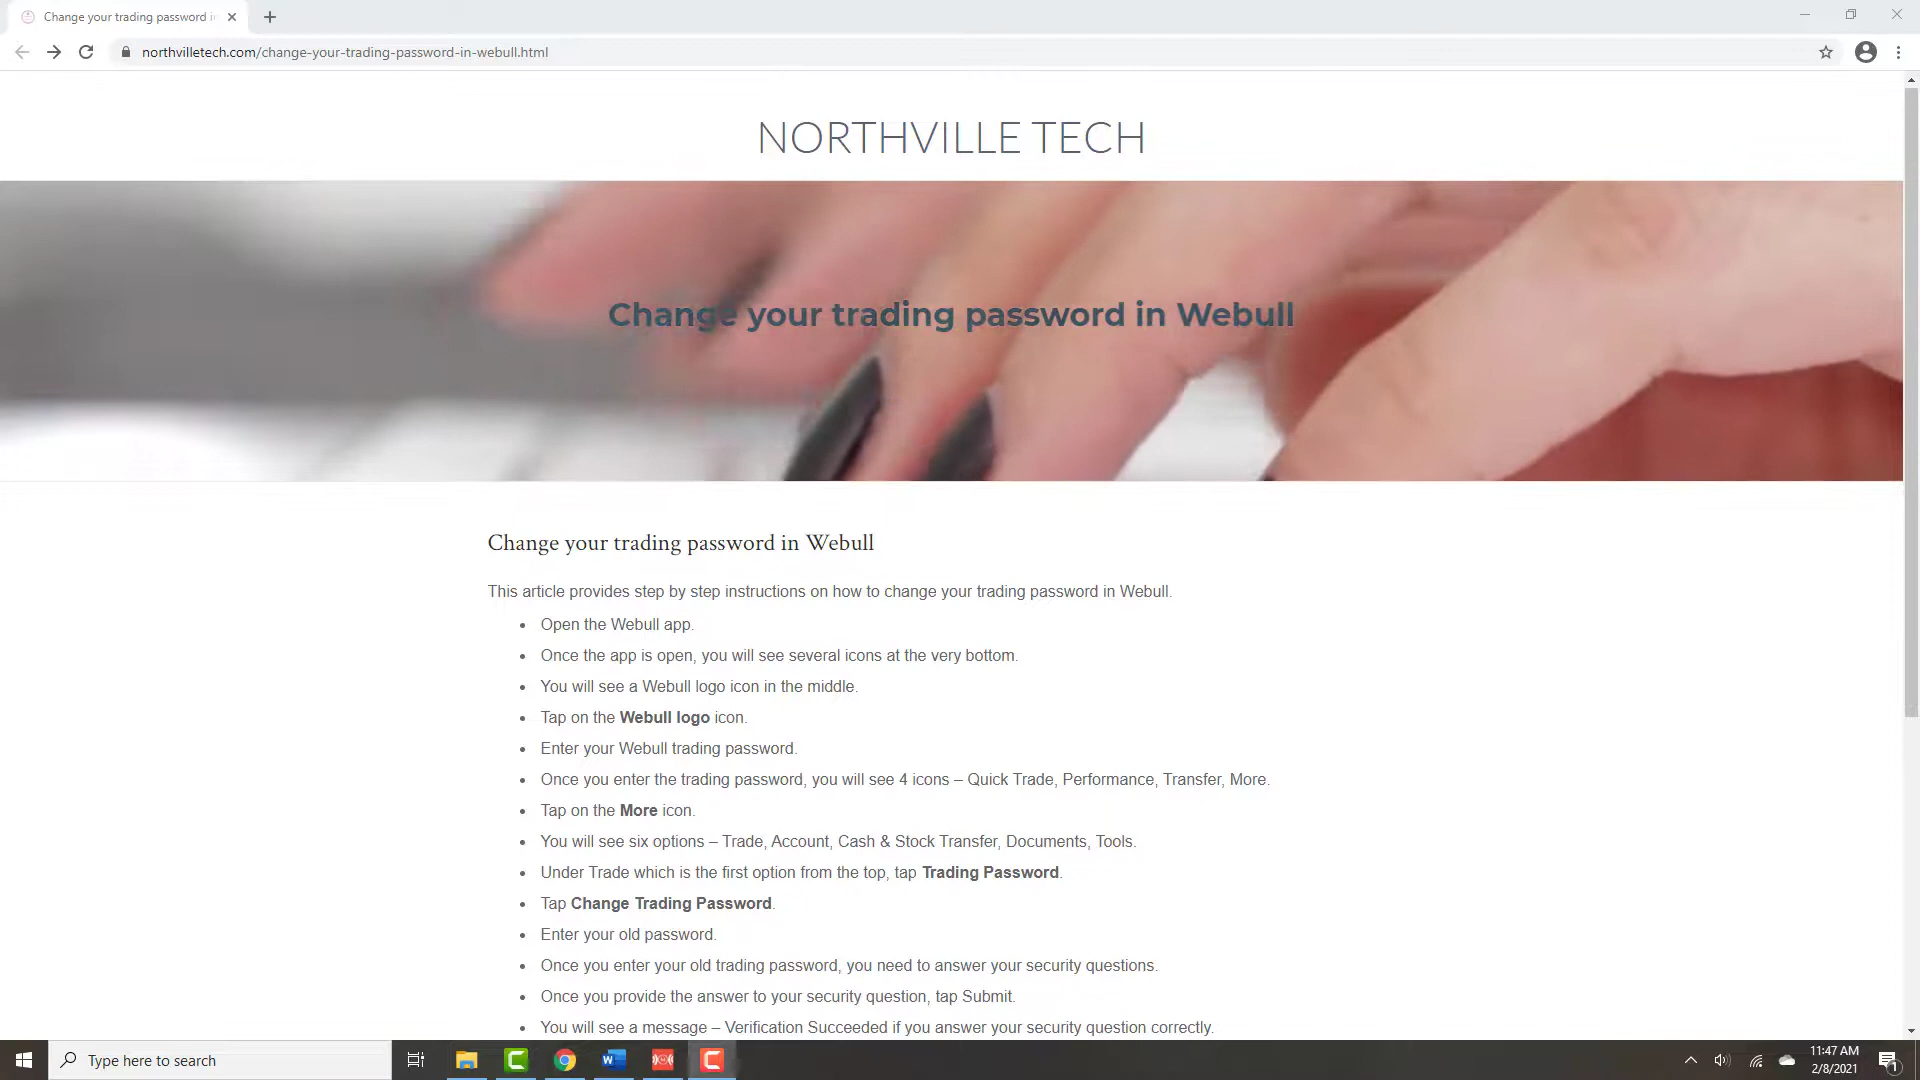 Change your trading password in
northvilletech.com/change-your-trading-password-in-webull.html
NORTHVILLE TECH
Change your trading password in Webull
Change your trading password in Webull
This article provides step by step instructions on how to change your trading password in Webull.
• Open the Webull app.
• Once the app is open, you will see several icons at the very bottom.
• You will see a Webull logo icon in the middle.
• Tap on the Webull logo icon.
• Enter your Webull trading password.
• Once you enter the trading password, you will see 4 icons – Quick Trade, Performance, Transfer, More.
• Tap on the More icon.
• You will see six options – Trade, Account, Cash & Stock Transfer, Documents, Tools.
• Under Trade which is the first option from the top, tap Trading Password.
• Tap Change Trading Password.
• Enter your old password.
• Once you enter your old trading password, you need to answer your security questions.
• Once you provide the answer to your security question, tap Submit.
• You will see a message – Verification Succeeded if you answer your security question correctly.
Type here to search
11:47 AM
2/8/2021
1